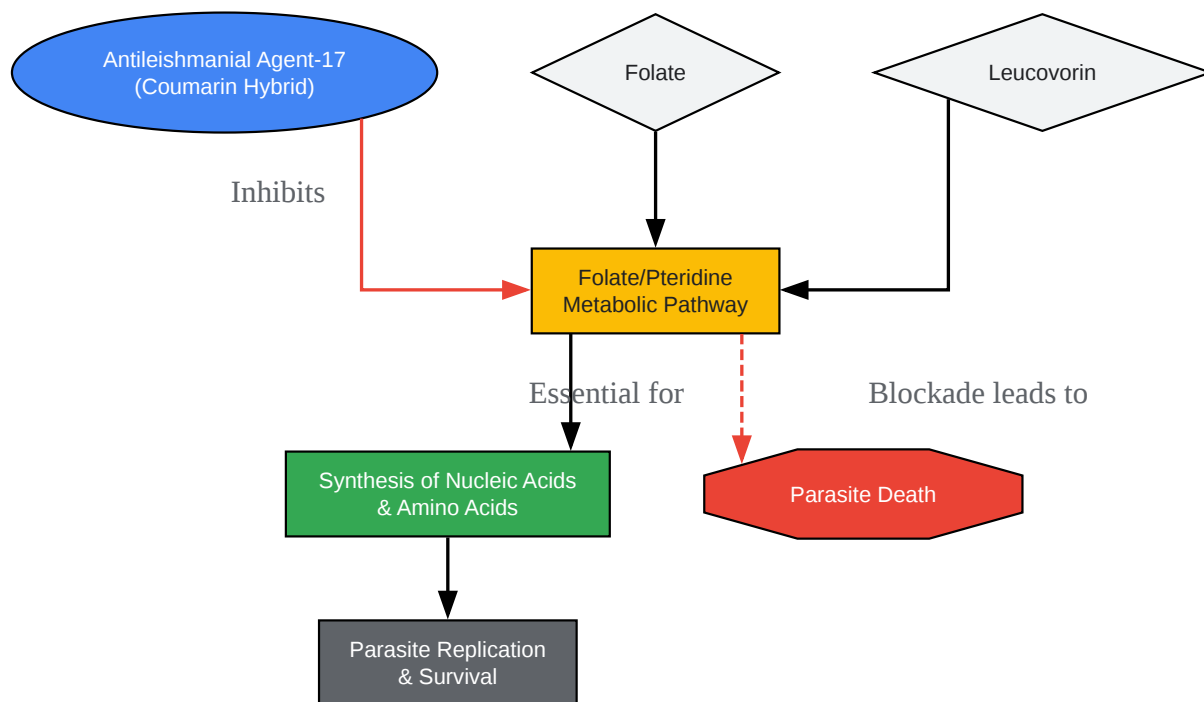 Antileishmanial Agent-17
(Coumarin Hybrid)
Folate
Leucovorin
Inhibits
Folate/Pteridine
Metabolic Pathway
Essential for
Blockade leads to
Synthesis of Nucleic Acids
& Amino Acids
Parasite Death
Parasite Replication
& Survival